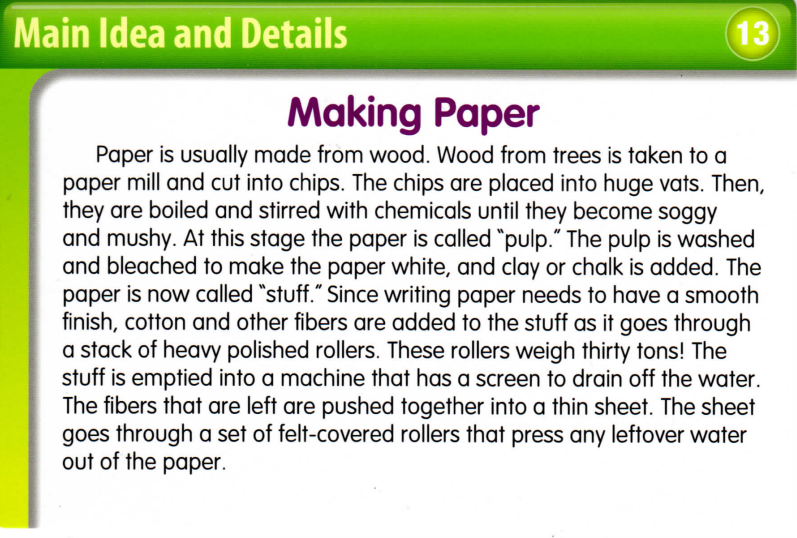 Main Idea and Details
13
Making Paper
Paper is usually made from wood. Wood from trees is taken to a
paper mill and cut into chips. The chips are placed into huge vats. Then,
they are boiled and stirred with chemicals until they become soggy
and mushy. At this stage the paper is called “pulp.” The pulp is washed
and bleached to make the paper white, and clay or chalk is added. The
paper is now called “stuff.” Since writing paper needs to have a smooth
finish, cotton and other fibers are added to the stuff as it goes through
a stack of heavy polished rollers. These rollers weigh thirty tons! The
stuff is emptied into a machine that has a screen to drain off the water.
The fibers that are left are pushed together into a thin sheet. The sheet
goes through a set of felt-covered rollers that press any leftover water
out of the paper.